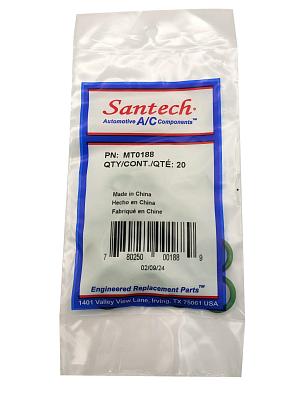 Santech®
Automotive A/C Components™
PN: MT0188
QTY/CONT./QTÉ: 20
Made in China
Hecho en China
Fabriqué en Chine
7 80250 00188 9
02/09/24
Engineered Replacement Parts™
1401 Valley View Lane, Irving, TX 75061 USA